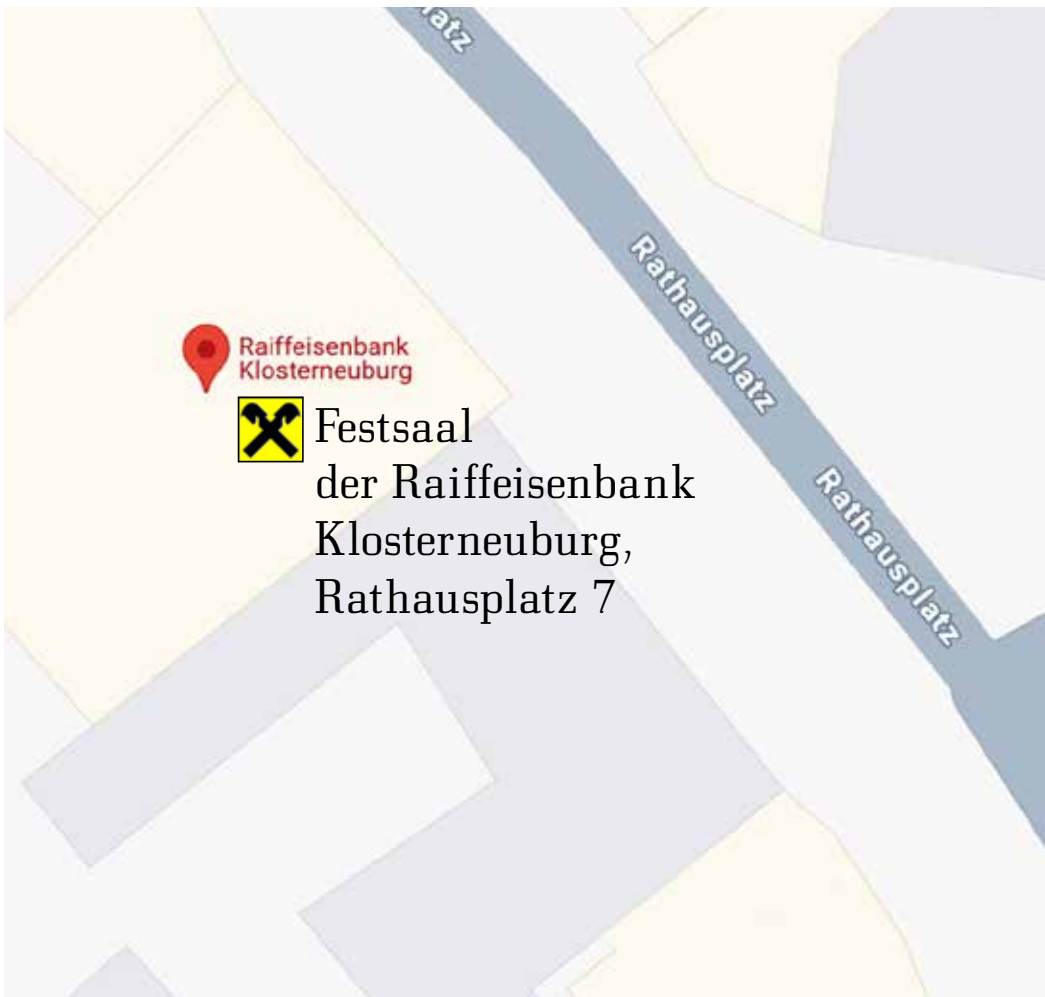 platz
Rathausplatz
Raiffeisenbank
Klosterneuburg
Festsaal
der Raiffeisenbank
Klosterneuburg,
Rathausplatz 7
Rathausplatz